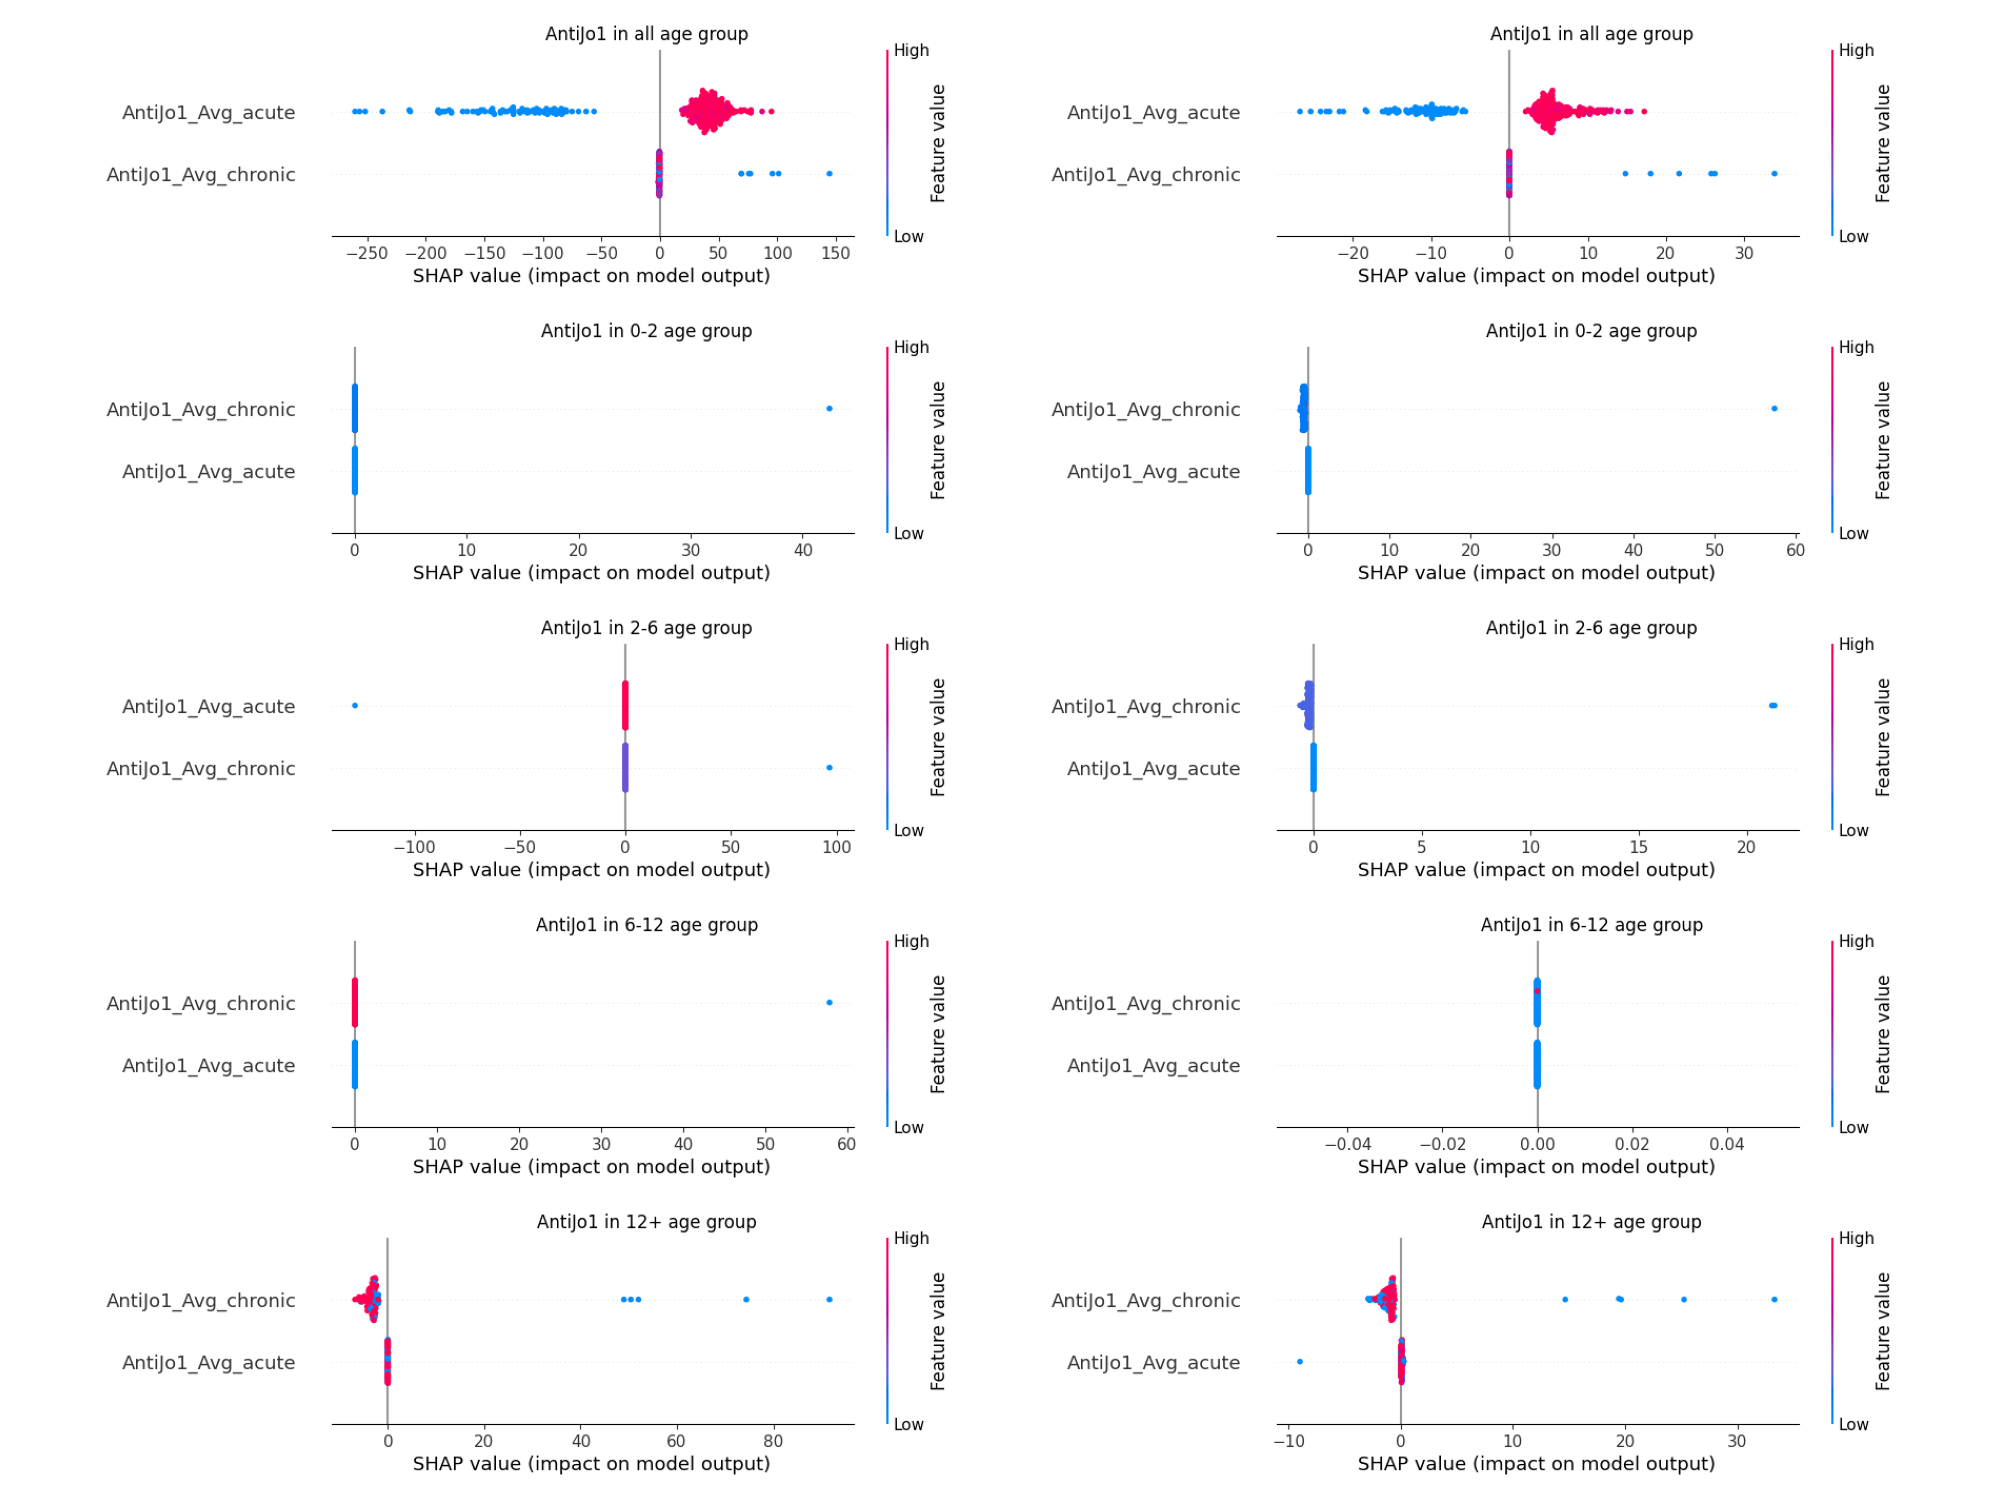 AntiJo1 in all age group
High
AntiJo1_Avg_acute
AntiJo1_Avg_chronic
Feature value
Low
−250 −200 −150 −100 −50 0 50 100 150
SHAP value (impact on model output)
AntiJo1 in all age group
High
AntiJo1_Avg_acute
AntiJo1_Avg_chronic
Feature value
Low
−20 −10 0 10 20 30
SHAP value (impact on model output)
AntiJo1 in 0-2 age group
High
AntiJo1_Avg_chronic
AntiJo1_Avg_acute
Feature value
Low
0 10 20 30 40
SHAP value (impact on model output)
AntiJo1 in 0-2 age group
High
AntiJo1_Avg_chronic
AntiJo1_Avg_acute
Feature value
Low
0 10 20 30 40 50 60
SHAP value (impact on model output)
AntiJo1 in 2-6 age group
High
AntiJo1_Avg_acute
AntiJo1_Avg_chronic
Feature value
Low
−100 −50 0 50 100
SHAP value (impact on model output)
AntiJo1 in 2-6 age group
High
AntiJo1_Avg_chronic
AntiJo1_Avg_acute
Feature value
Low
0 5 10 15 20
SHAP value (impact on model output)
AntiJo1 in 6-12 age group
High
AntiJo1_Avg_chronic
AntiJo1_Avg_acute
Feature value
Low
0 10 20 30 40 50 60
SHAP value (impact on model output)
AntiJo1 in 6-12 age group
High
AntiJo1_Avg_chronic
AntiJo1_Avg_acute
Feature value
Low
−0.04 −0.02 0.00 0.02 0.04
SHAP value (impact on model output)
AntiJo1 in 12+ age group
High
AntiJo1_Avg_chronic
AntiJo1_Avg_acute
Feature value
Low
0 20 40 60 80
SHAP value (impact on model output)
AntiJo1 in 12+ age group
High
AntiJo1_Avg_chronic
AntiJo1_Avg_acute
Feature value
Low
−10 0 10 20 30
SHAP value (impact on model output)